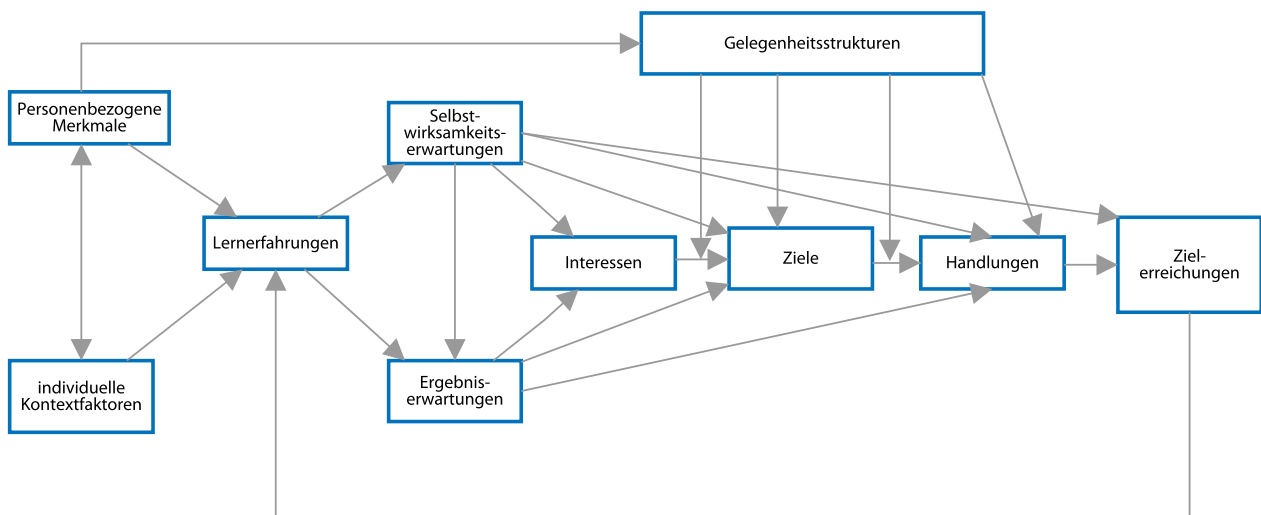 Gelegenheitsstrukturen
Personenbezogene
Merkmale
Selbst-
wirksamkeits-
erwartungen
Lernerfahrungen
Interessen
Ziele
Handlungen
Ziel-
erreichungen
individuelle
Kontextfaktoren
Ergebnis-
erwartungen